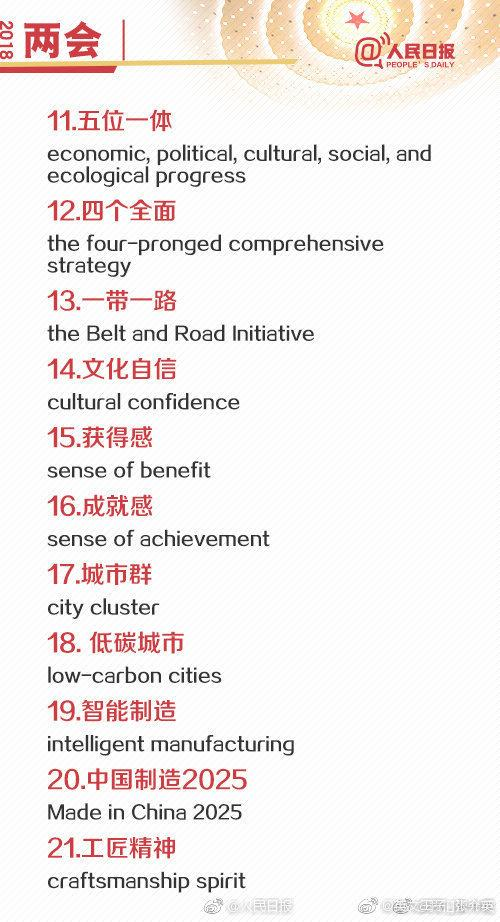 2018 两会
@人民日报
PEOPLE'S DAILY
11.五位一体
economic, political, cultural, social, and
ecological progress
12.四个全面
the four-pronged comprehensive
strategy
13.一带一路
the Belt and Road Initiative
14.文化自信
cultural confidence
15.获得感
sense of benefit
16.成就感
sense of achievement
17.城市群
city cluster
18. 低碳城市
low-carbon cities
19.智能制造
intelligent manufacturing
20.中国制造2025
Made in China 2025
21.工匠精神
craftsmanship spirit
@人民日报